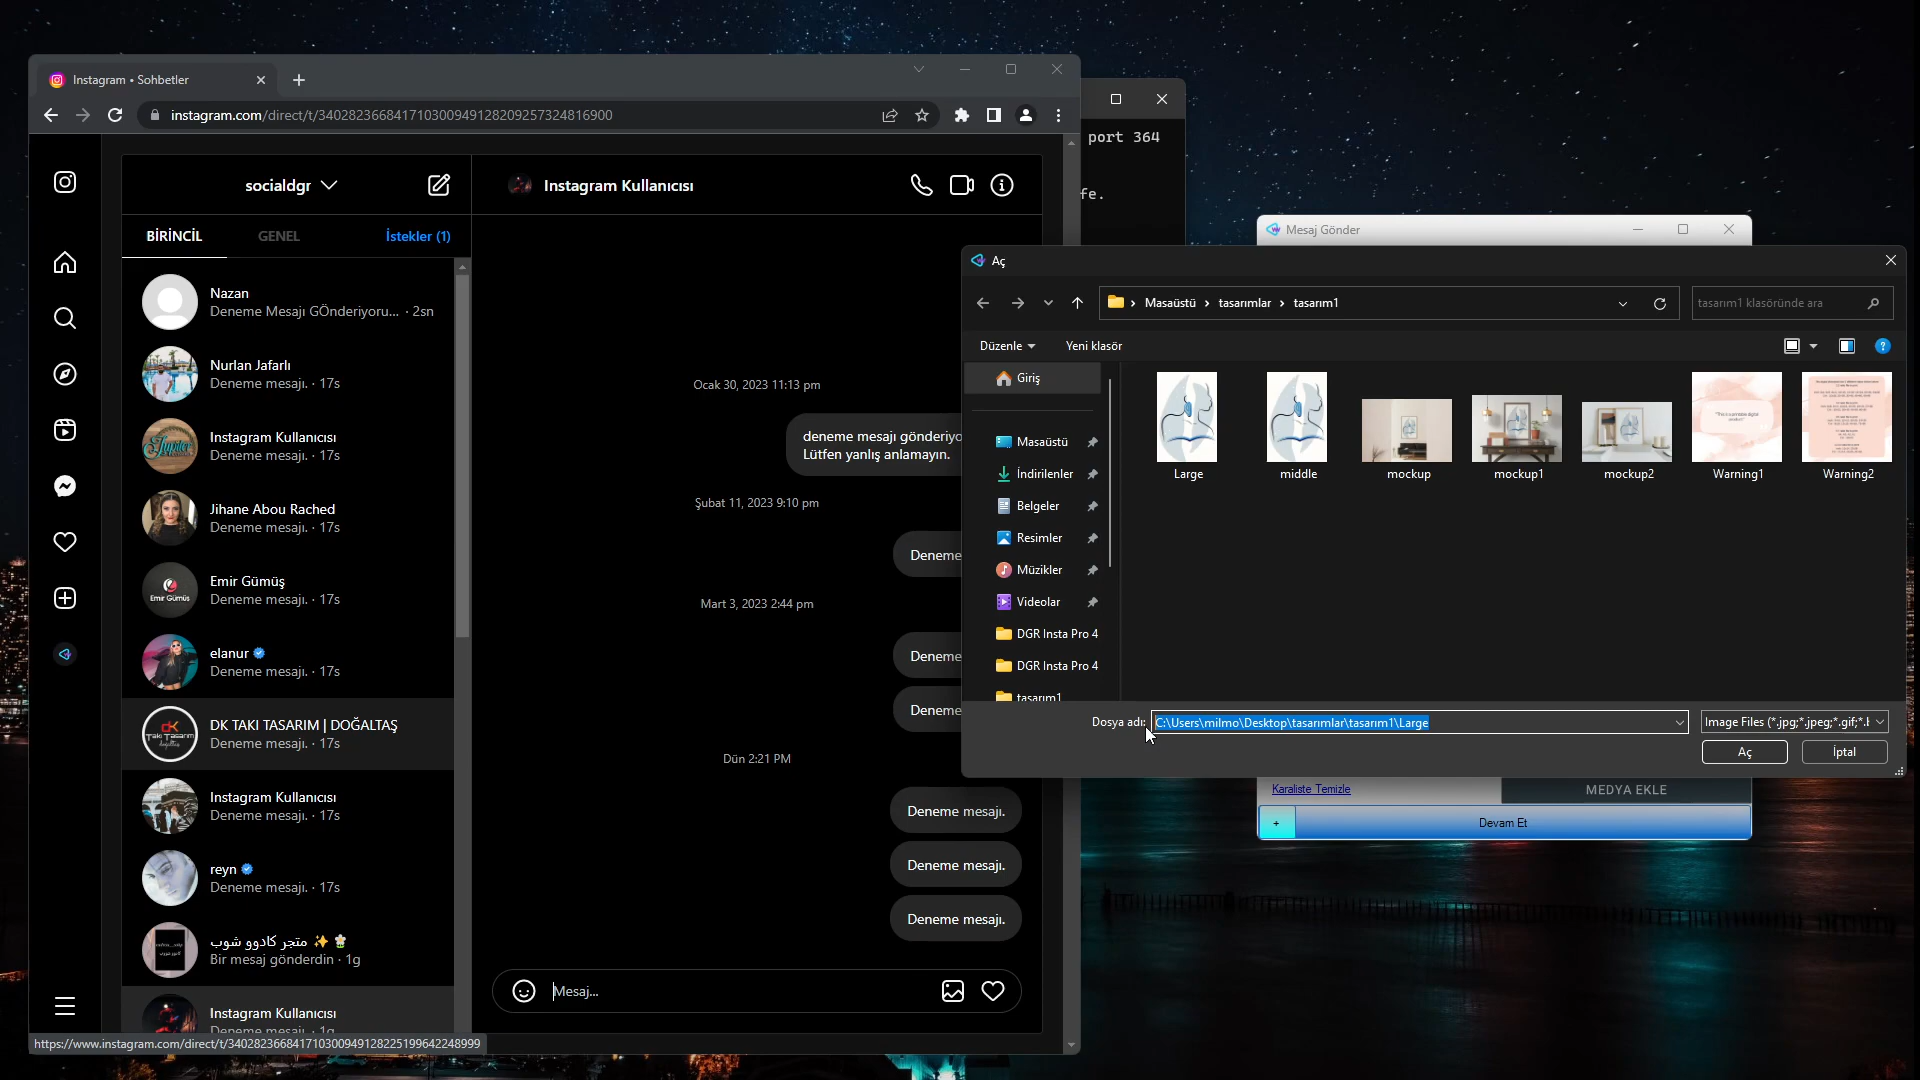 Instagram • Sohbetler
instagram.com/direct/t/340282366841710300949128209257324816900
port 364
fe.
socialdgr
BİRİNCİL
GENEL
İstekler (1)
Nazan
Deneme Mesajı GÖnderiyoru... · 2sn
Nurlan Jafarlı
Deneme mesajı. · 17s
Instagram Kullanıcısı
Deneme mesajı. · 17s
Jihane Abou Rached
Deneme mesajı. · 17s
Emir Gümüş
Deneme mesajı. · 17s
elanur
Deneme mesajı. · 17s
DK TAKI TASARIM | DOĞALTAŞ
Deneme mesajı. · 17s
Instagram Kullanıcısı
Deneme mesajı. · 17s
reyn
Deneme mesajı. · 17s
متجر كادوو شوب
Bir mesaj gönderdin · 1g
Instagram Kullanıcısı
Deneme mesajı. · 1g
https://www.instagram.com/direct/t/340282366841710300949128225199642248999
Instagram Kullanıcısı
Ocak 30, 2023 11:13 pm
deneme mesajı gönderiyo
Lütfen yanlış anlamayın.
Şubat 11, 2023 9:10 pm
Deneme
Mart 3, 2023 2:44 pm
Deneme
Deneme
Dün 2:21 PM
Deneme mesajı.
Deneme mesajı.
Deneme mesajı.
Mesaj...
Mesaj Gönder
Aç
Masaüstü › tasarımlar › tasarım1
tasarım1 klasöründe ara
Düzenle
Yeni klasör
Giriş
Masaüstü
İndirilenler
Belgeler
Resimler
Müzikler
Videolar
DGR Insta Pro 4
DGR Insta Pro 4
tasarım1
Large
middle
mockup
mockup1
mockup2
Warning1
Warning2
Dosya adı:
C:\Users\milmo\Desktop\tasarımlar\tasarım1\Large
Image Files (*.jpg;*.jpeg;*.gif;*.t
Aç
İptal
Karaliste Temizle
MEDYA EKLE
+
Devam Et